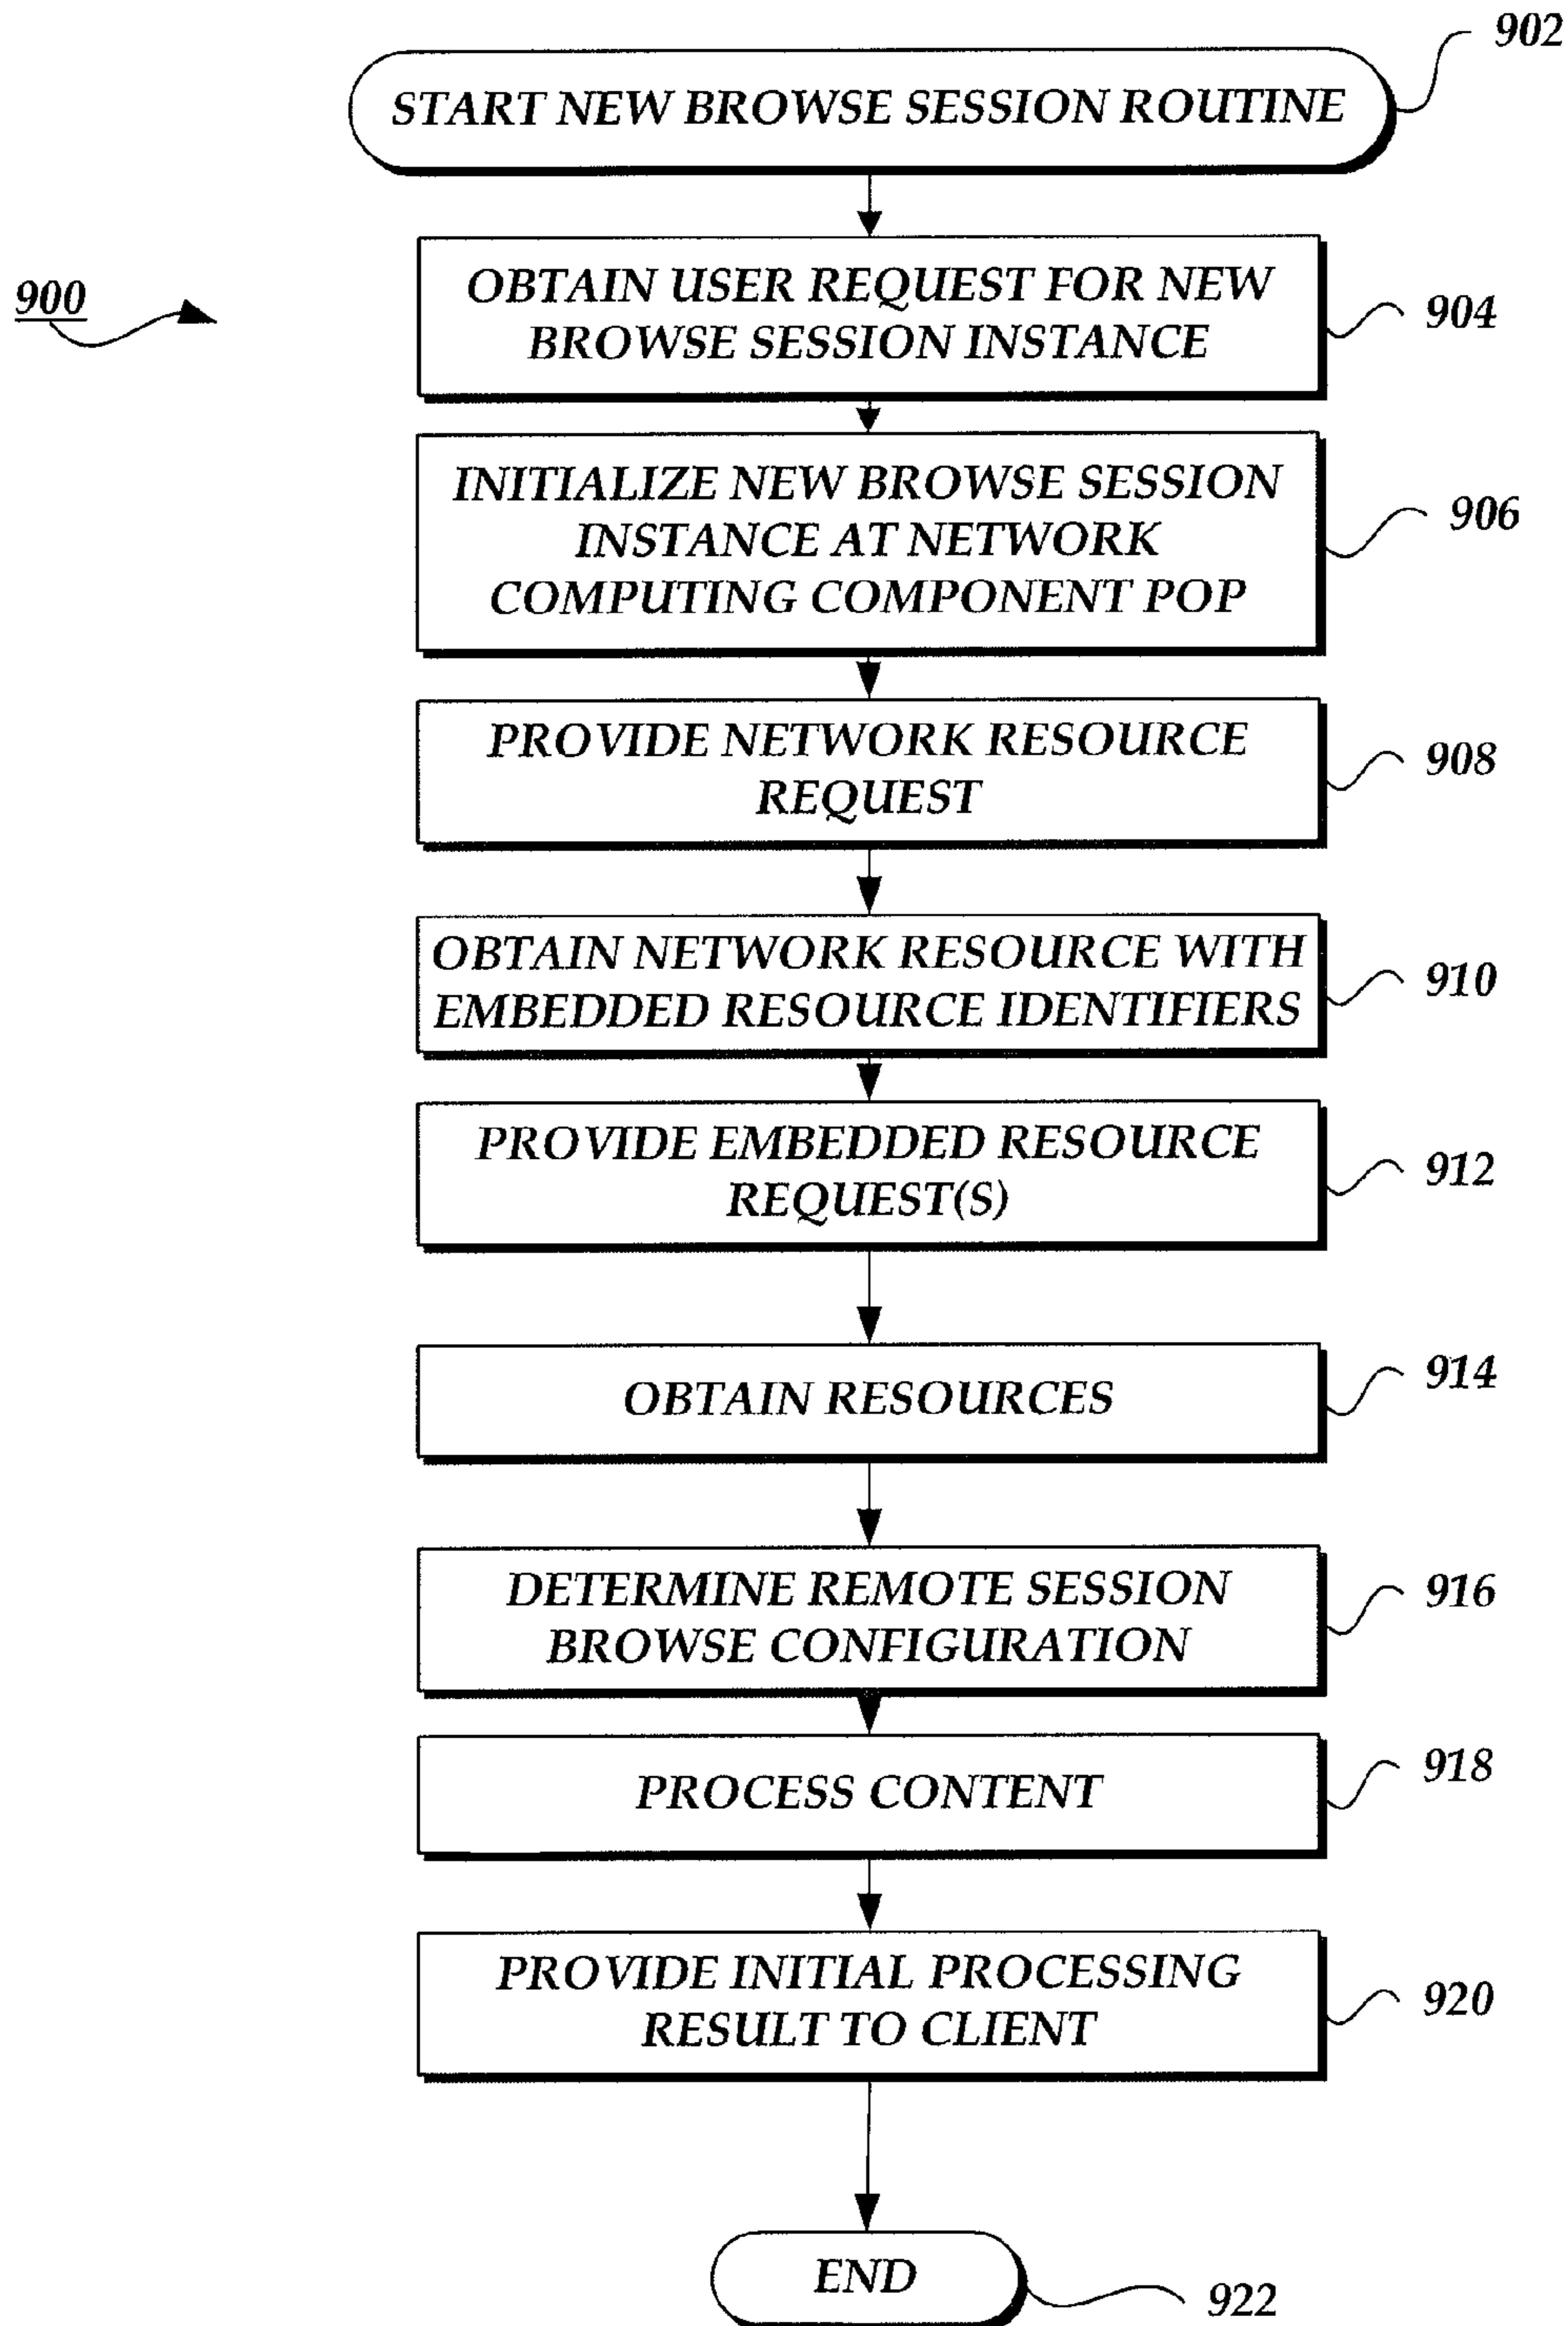 902
START NEW BROWSE SESSION ROUTINE
900
OBTAIN USER REQUEST FOR NEW
BROWSE SESSION INSTANCE
904
INITIALIZE NEW BROWSE SESSION
INSTANCE AT NETWORK
COMPUTING COMPONENT POP
906
PROVIDE NETWORK RESOURCE
REQUEST
908
OBTAIN NETWORK RESOURCE WITH
EMBEDDED RESOURCE IDENTIFIERS
910
PROVIDE EMBEDDED RESOURCE
REQUEST(S)
912
OBTAIN RESOURCES
914
DETERMINE REMOTE SESSION
BROWSE CONFIGURATION
916
PROCESS CONTENT
918
PROVIDE INITIAL PROCESSING
RESULT TO CLIENT
920
END
922